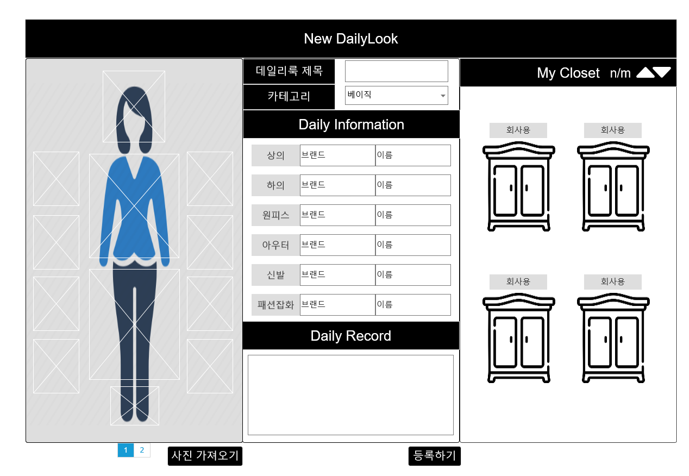 New DailyLook
데일리룩 제목
카테고리
베이직
Daily Information
상의 브랜드 이름
하의 브랜드 이름
원피스 브랜드 이름
아우터 브랜드 이름
신발 브랜드 이름
패션잡화 브랜드 이름
Daily Record
My Closet n/m
회사용 회사용
회사용 회사용
1 2
사진 가져오기
등록하기